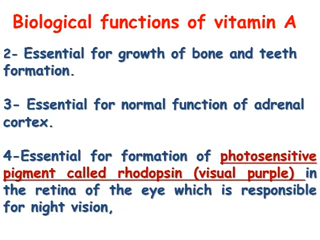 Biological functions of vitamin A
2- Essential for growth of bone and teeth
formation.
3- Essential for normal function of adrenal
cortex.
4-Essential for formation of photosensitive
pigment called rhodopsin (visual purple) in
the retina of the eye which is responsible
for night vision,